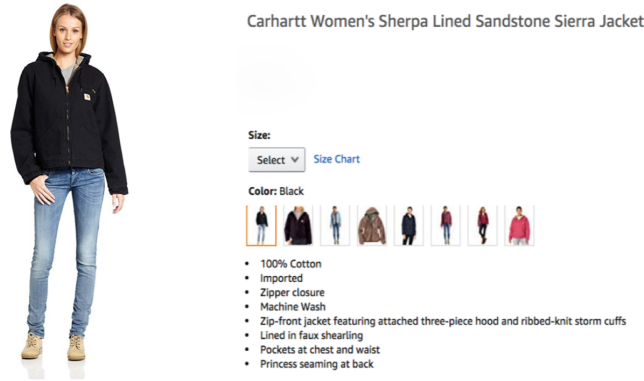 Carhartt Women's Sherpa Lined Sandstone Sierra Jacket
Size:
Select
Size Chart
Color: Black
100% Cotton
Imported
Zipper closure
Machine Wash
Zip-front jacket featuring attached three-piece hood and ribbed-knit storm cuffs
Lined in faux shearling
Pockets at chest and waist
Princess seaming at back